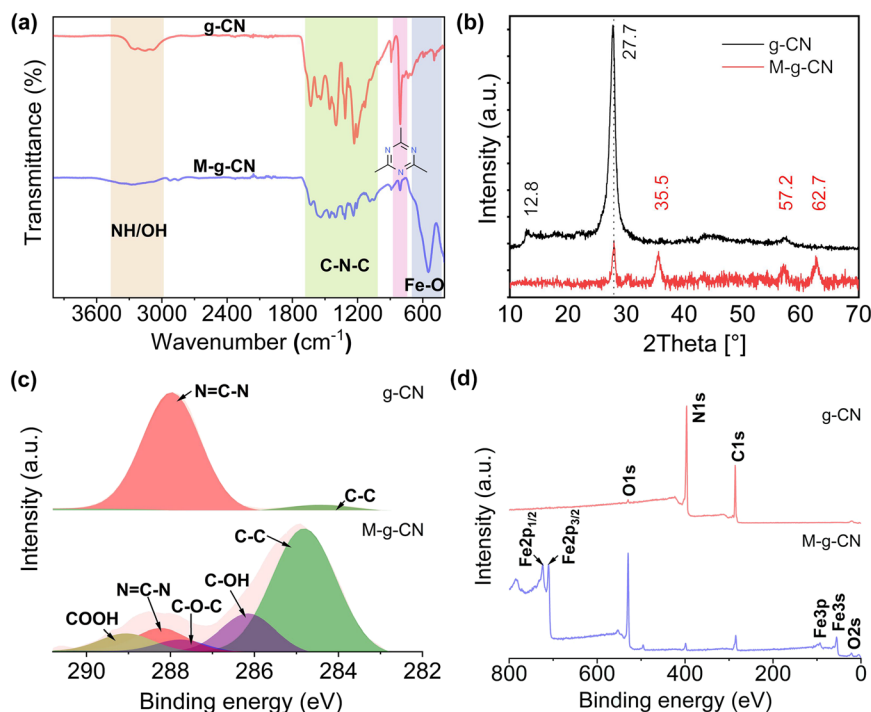 (a)
g-CN
M-g-CN
N
N
N
NH/OH
C-N-C
Fe-O
Transmittance (%)
3600 3000 2400 1800 1200 600
Wavenumber (cm-1)
(b)
27.7
g-CN
M-g-CN
12.8
35.5
57.2
62.7
Intensity (a.u.)
10 20 30 40 50 60 70
2Theta [°]
(c)
N=C-N
g-CN
C-C
M-g-CN
C-C
C-OH
N=C-N
C-O-C
COOH
Intensity (a.u.)
290 288 286 284 282
Binding energy (eV)
(d)
N1s
g-CN
C1s
O1s
M-g-CN
Fe2p1/2
Fe2p3/2
Fe3p
Fe3s
O2s
Intensity (a.u.)
800 600 400 200 0
Binding energy (eV)